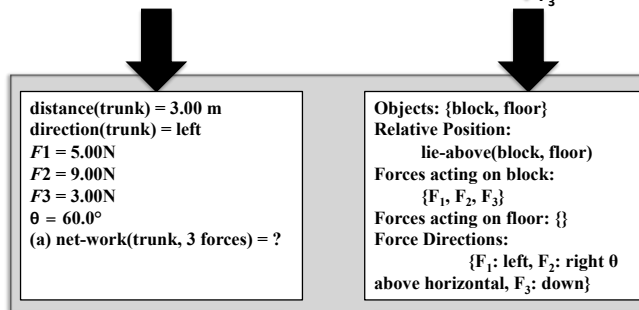 F₃
distance(trunk) = 3.00 m
direction(trunk) = left
F1 = 5.00N
F2 = 9.00N
F3 = 3.00N
θ = 60.0°
(a) net-work(trunk, 3 forces) = ?
Objects: {block, floor}
Relative Position:
lie-above(block, floor)
Forces acting on block:
{F₁, F₂, F₃}
Forces acting on floor: {}
Force Directions:
{F₁: left, F₂: right θ
above horizontal, F₃: down}